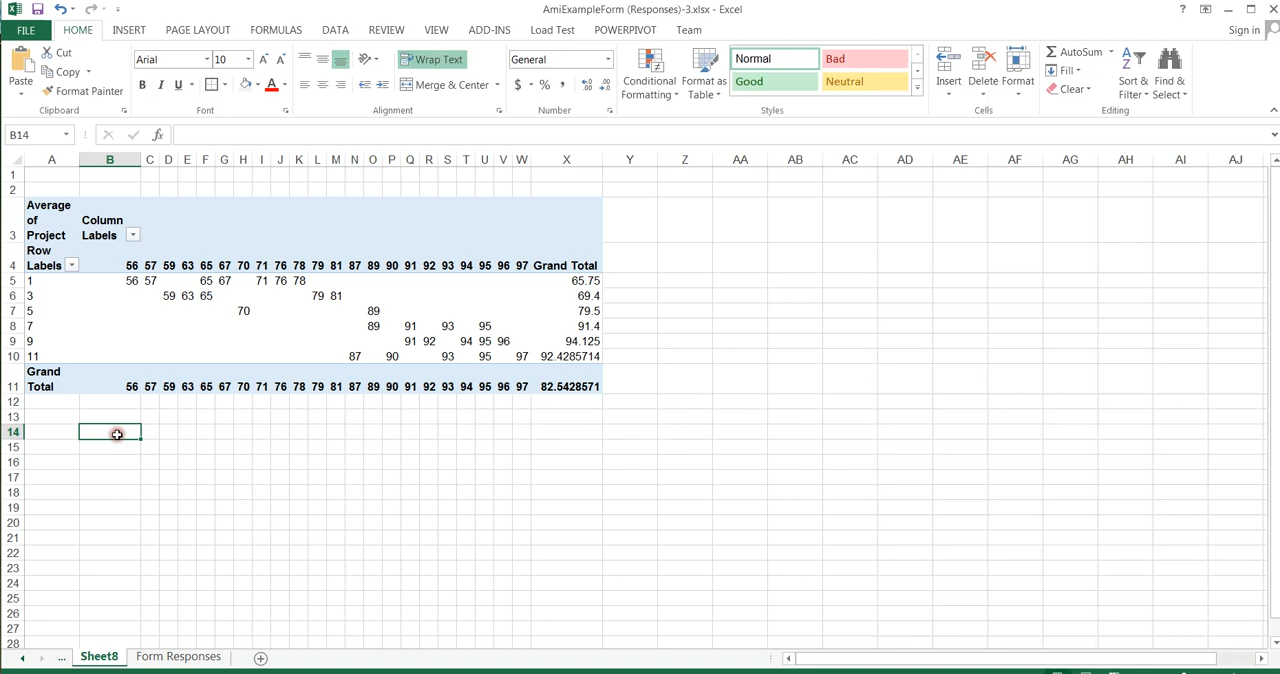 AmiExampleForm (Responses)-3.xlsx - Excel
?
FILE HOME INSERT PAGE LAYOUT FORMULAS DATA REVIEW VIEW ADD-INS Load Test POWERPIVOT Team Sign in
Paste
Cut
Copy
Format Painter
Clipboard
Arial 10
B I U
Font
Wrap Text
Merge & Center
Alignment
General
$ % ,
Number
Conditional Formatting
Format as Table
Normal Bad
Good Neutral
Styles
Insert Delete Format
Cells
AutoSum
Fill
Clear
Sort & Filter
Find & Select
Editing
B14 fx
A B C D E F G H I J K L M N O P Q R S T U V W X Y Z AA AB AC AD AE AF AG AH AI AJ
1
2
3 Average of Project Column Labels
4 Row Labels 56 57 59 63 65 67 70 71 76 78 79 81 87 89 90 91 92 93 94 95 96 97 Grand Total
5 1 56 57 65 67 71 76 78 65.75
6 3 59 63 65 79 81 69.4
7 5 70 89 79.5
8 7 89 91 93 95 91.4
9 9 91 92 94 95 96 94.125
10 11 87 90 93 95 97 92.4285714
11 Grand Total 56 57 59 63 65 67 70 71 76 78 79 81 87 89 90 91 92 93 94 95 96 97 82.5428571
12
13
14
15
16
17
18
19
20
21
22
23
24
25
26
27
28
... Sheet8 Form Responses